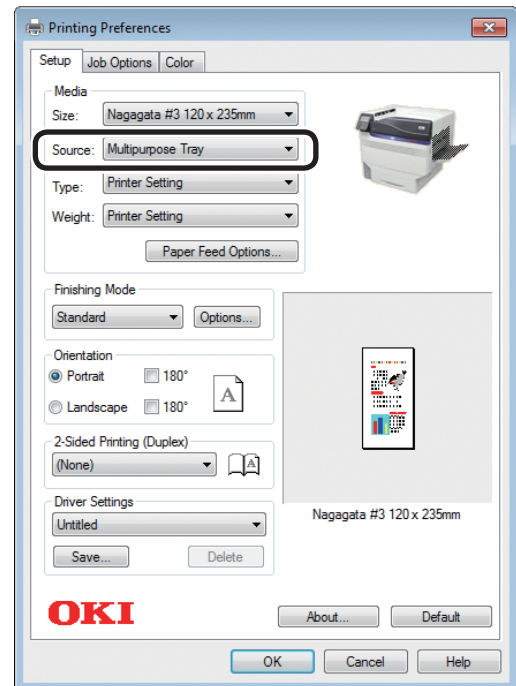 Printing Preferences
Setup Job Options Color
Media
Size: Nagagata #3 120 x 235mm
Source: Multipurpose Tray
Type: Printer Setting
Weight: Printer Setting
Paper Feed Options...
Finishing Mode
Standard Options...
Orientation
Portrait 180°
Landscape 180°
A
2-Sided Printing (Duplex)
(None) A
Driver Settings
Untitled
Save... Delete
Nagagata #3 120 x 235mm
OKI
About... Default
OK Cancel Help